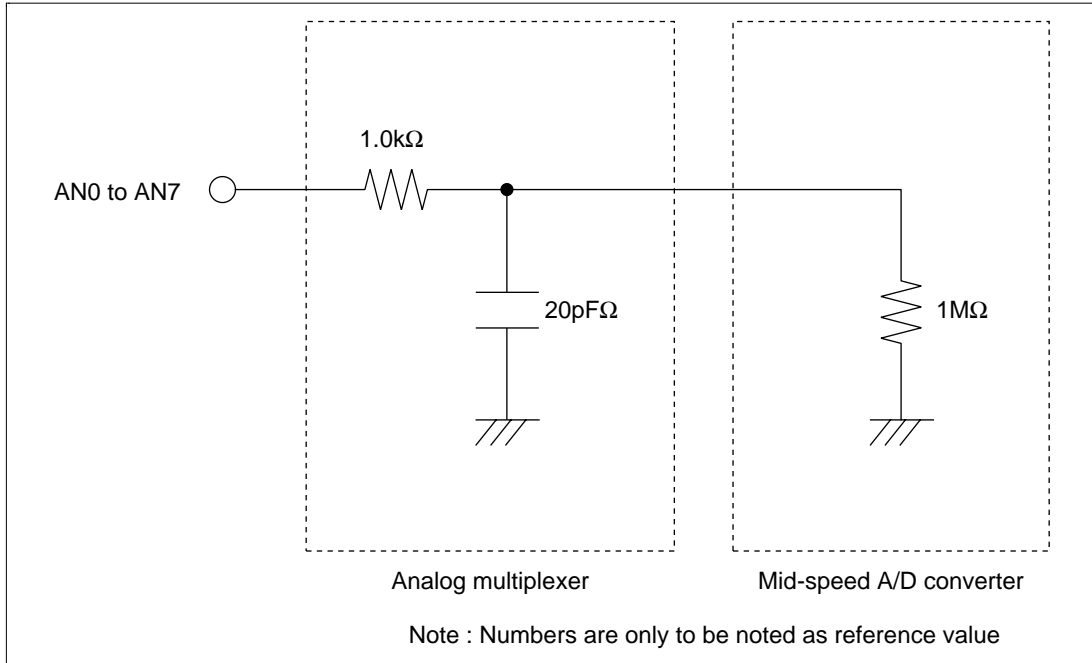 1.0kΩ
AN0 to AN7
20pFΩ
1MΩ
Analog multiplexer
Mid-speed A/D converter
Note : Numbers are only to be noted as reference value